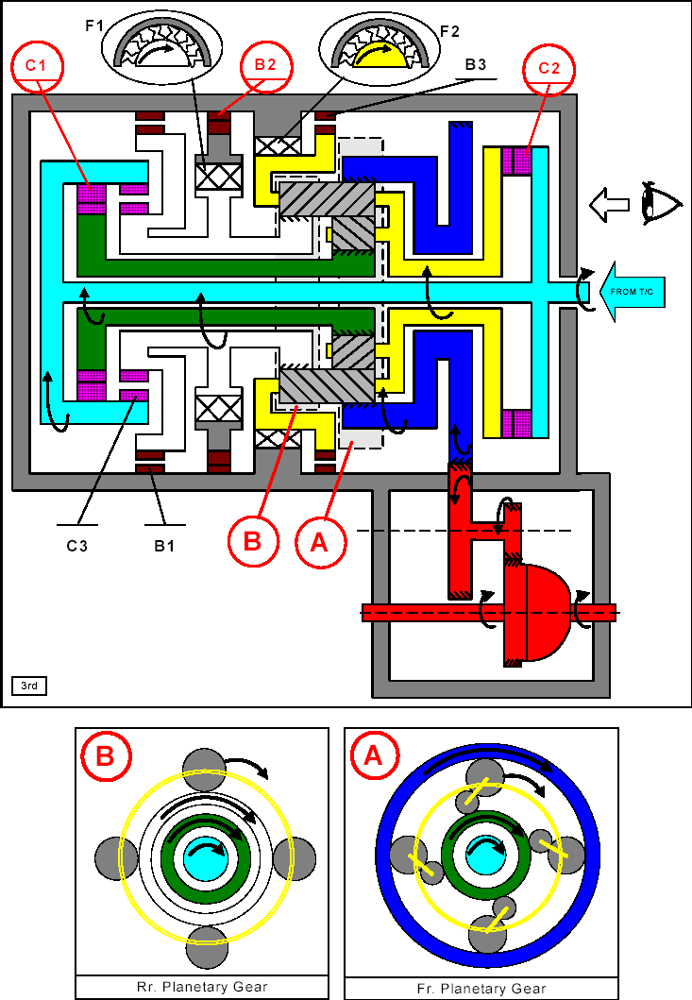 F1
F2
C1
B2
B3
C2
FROM T/C
B
A
C3
B1
3rd
B
A
Rr. Planetary Gear
Fr. Planetary Gear